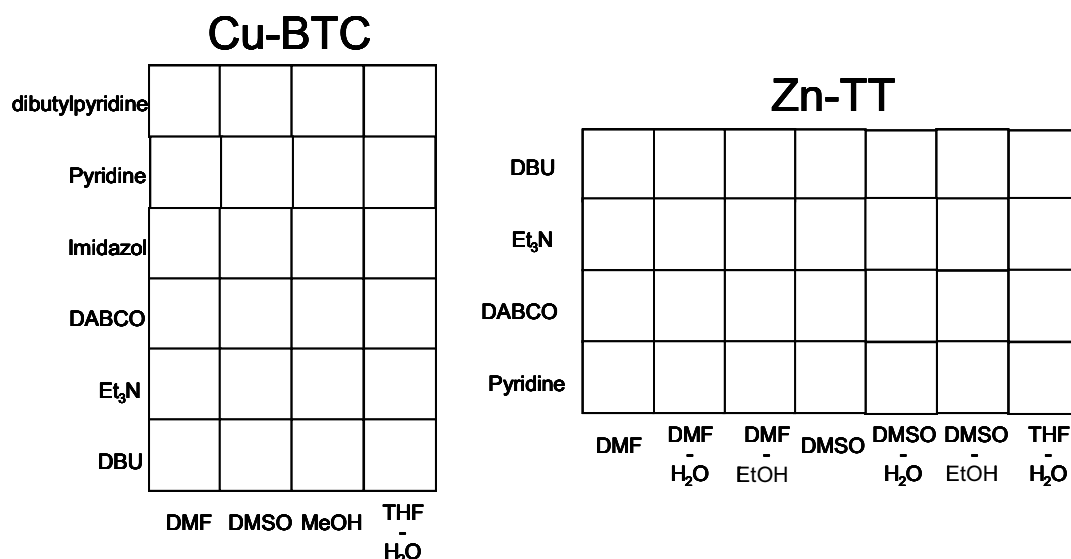 Cu-BTC
dibutylpyridine
Pyridine
Imidazol
DABCO
Et₃N
DBU
DMF DMSO MeOH THF
-
H₂O
Zn-TT
DBU
Et₃N
DABCO
Pyridine
DMF
DMF
-
H₂O
DMF
-
EtOH
DMSO
DMSO
-
H₂O
DMSO
-
EtOH
THF
-
H₂O